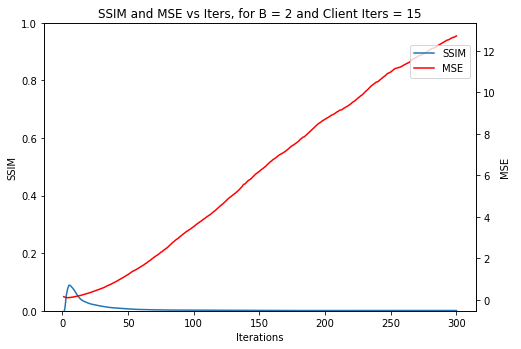 SSIM and MSE vs Iters, for B = 2 and Client Iters = 15
1.0
0.8
0.6
0.4
0.2
0.0
SSIM
SSIM
MSE
12
10
8
6
4
2
0
MSE
0 50 100 150 200 250 300
Iterations